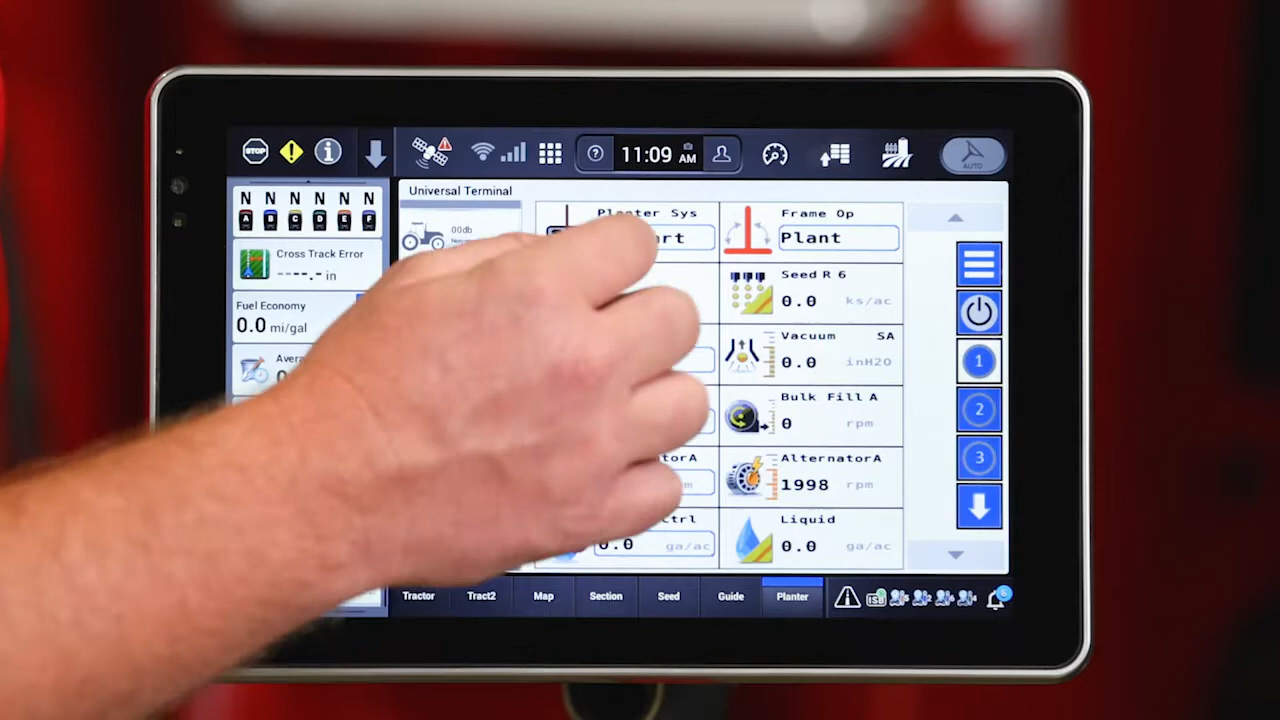 STOP
11:09 AM
AUTO
N N N N N N
A B C D E F
Universal Terminal
Cross Track Error
----.- in
Fuel Economy
0.0 mi/gal
00db
Planter Sys
Frame Op
Plant
Seed R 6
0.0 ks/ac
Vacuum SA
0.0 inH2O
Bulk Fill A
0 rpm
AlternatorA
1998 rpm
0.0 ga/ac
Liquid
0.0 ga/ac
1
2
3
Tractor Tract2 Map Section Seed Guide Planter
6